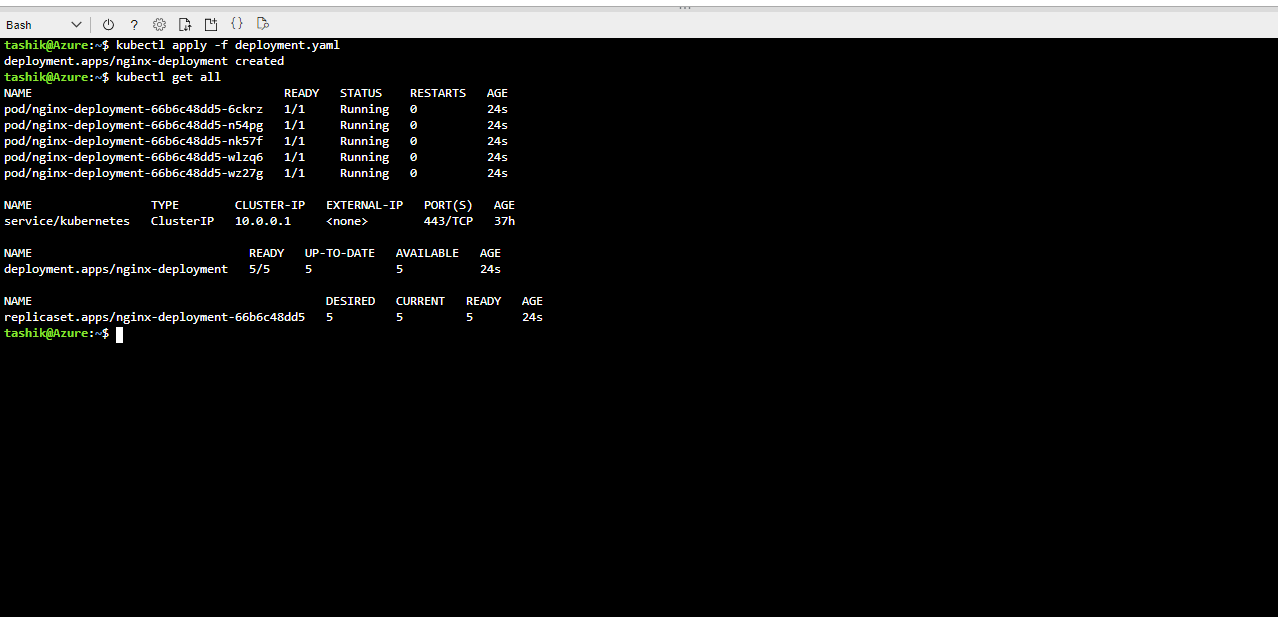 Bash
tashik@Azure:~$ kubectl apply -f deployment.yaml
deployment.apps/nginx-deployment created
tashik@Azure:~$ kubectl get all
NAME                                    READY   STATUS    RESTARTS   AGE
pod/nginx-deployment-66b6c48dd5-6ckrz   1/1     Running   0          24s
pod/nginx-deployment-66b6c48dd5-n54pg   1/1     Running   0          24s
pod/nginx-deployment-66b6c48dd5-nk57f   1/1     Running   0          24s
pod/nginx-deployment-66b6c48dd5-wlzq6   1/1     Running   0          24s
pod/nginx-deployment-66b6c48dd5-wz27g   1/1     Running   0          24s
NAME                 TYPE        CLUSTER-IP   EXTERNAL-IP   PORT(S)   AGE
service/kubernetes   ClusterIP   10.0.0.1     <none>        443/TCP   37h
NAME                               READY   UP-TO-DATE   AVAILABLE   AGE
deployment.apps/nginx-deployment   5/5     5            5           24s
NAME                                          DESIRED   CURRENT   READY   AGE
replicaset.apps/nginx-deployment-66b6c48dd5   5         5         5       24s
tashik@Azure:~$